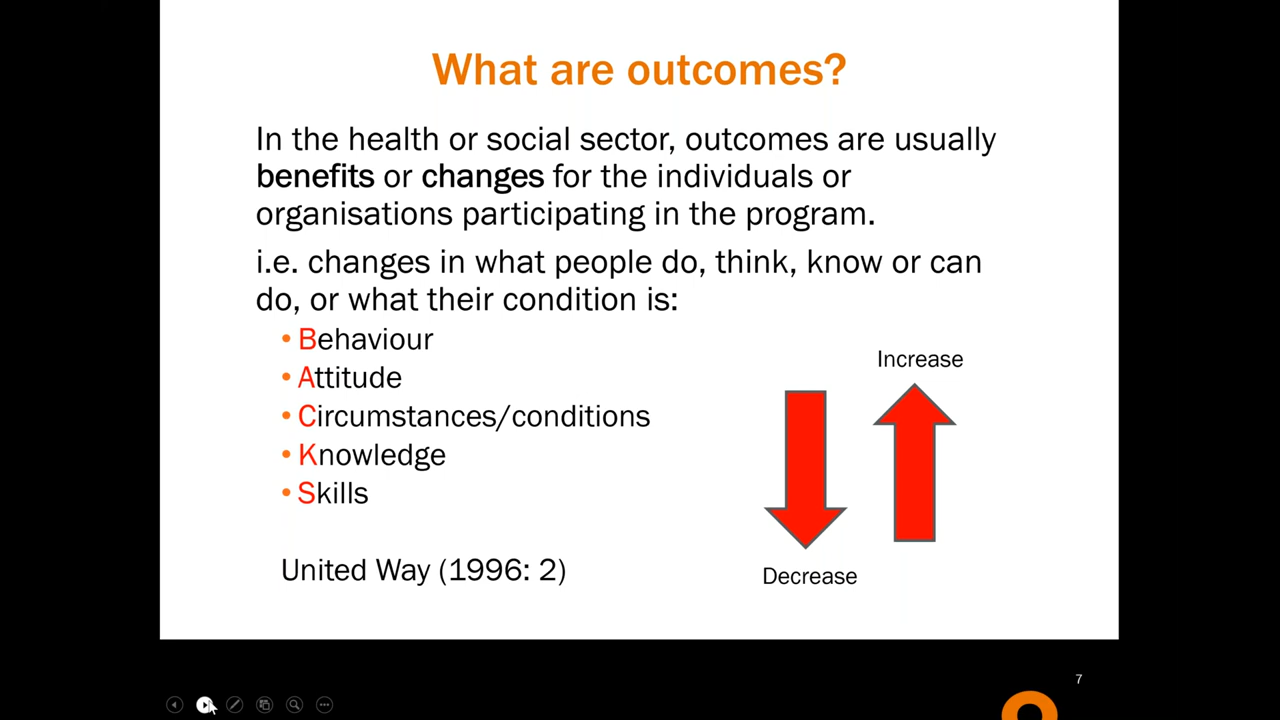 What are outcomes?
In the health or social sector, outcomes are usually
benefits or changes for the individuals or
organisations participating in the program.
i.e. changes in what people do, think, know or can
do, or what their condition is:
• Behaviour
• Attitude
• Circumstances/conditions
• Knowledge
• Skills
United Way (1996: 2)
Increase
Decrease
7